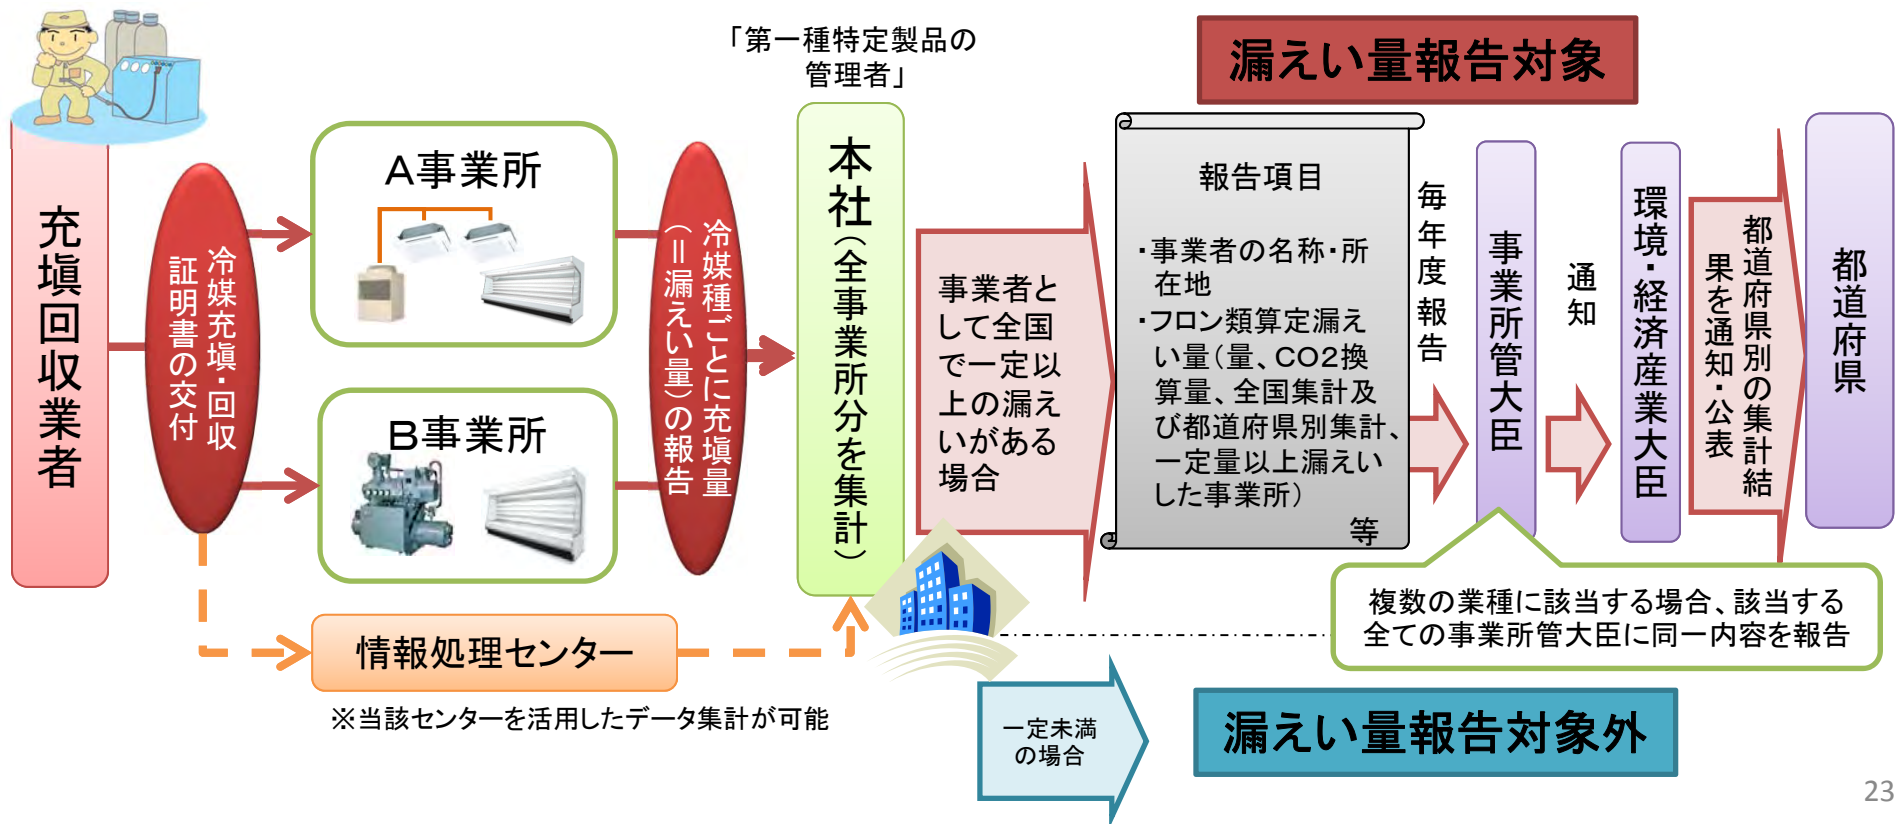 「第一種特定製品の
管理者」
漏えい量報告対象
充塡回収業者
冷媒充塡・回収
証明書の交付
A事業所
B事業所
冷媒種ごとに充塡量
（＝漏えい量）の報告
本社（全事業所分を集計）
事業者と
して全国
で一定以
上の漏え
いがある
場合
報告項目
・事業者の名称・所
在地
・フロン類算定漏え
い量（量、CO2換
算量、全国集計及
び都道府県別集計、
一定量以上漏えい
した事業所）
等
毎年度報告
事業所管大臣
通知
環境・経済産業大臣
都道府県別の集計結
果を通知・公表
都道府県
複数の業種に該当する場合、該当する
全ての事業所管大臣に同一内容を報告
情報処理センター
※当該センターを活用したデータ集計が可能
一定未満
の場合
漏えい量報告対象外
23